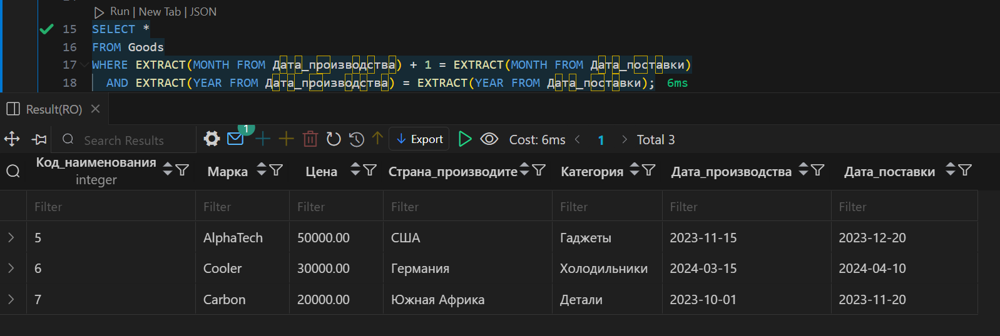 Run | New Tab | JSON
15 SELECT *
16 FROM Goods
17 WHERE EXTRACT(MONTH FROM Дата_производства) + 1 = EXTRACT(MONTH FROM Дата_поставки)
18 AND EXTRACT(YEAR FROM Дата_производства) = EXTRACT(YEAR FROM Дата_поставки); 6ms
Result(RO)
Search Results 1 Export Cost: 6ms 1 Total 3
Код_наименования Марка Цена Страна_производите Категория Дата_производства Дата_поставки
integer
Filter Filter Filter Filter Filter Filter Filter
5 AlphaTech 50000.00 США Гаджеты 2023-11-15 2023-12-20
6 Cooler 30000.00 Германия Холодильники 2024-03-15 2024-04-10
7 Carbon 20000.00 Южная Африка Детали 2023-10-01 2023-11-20